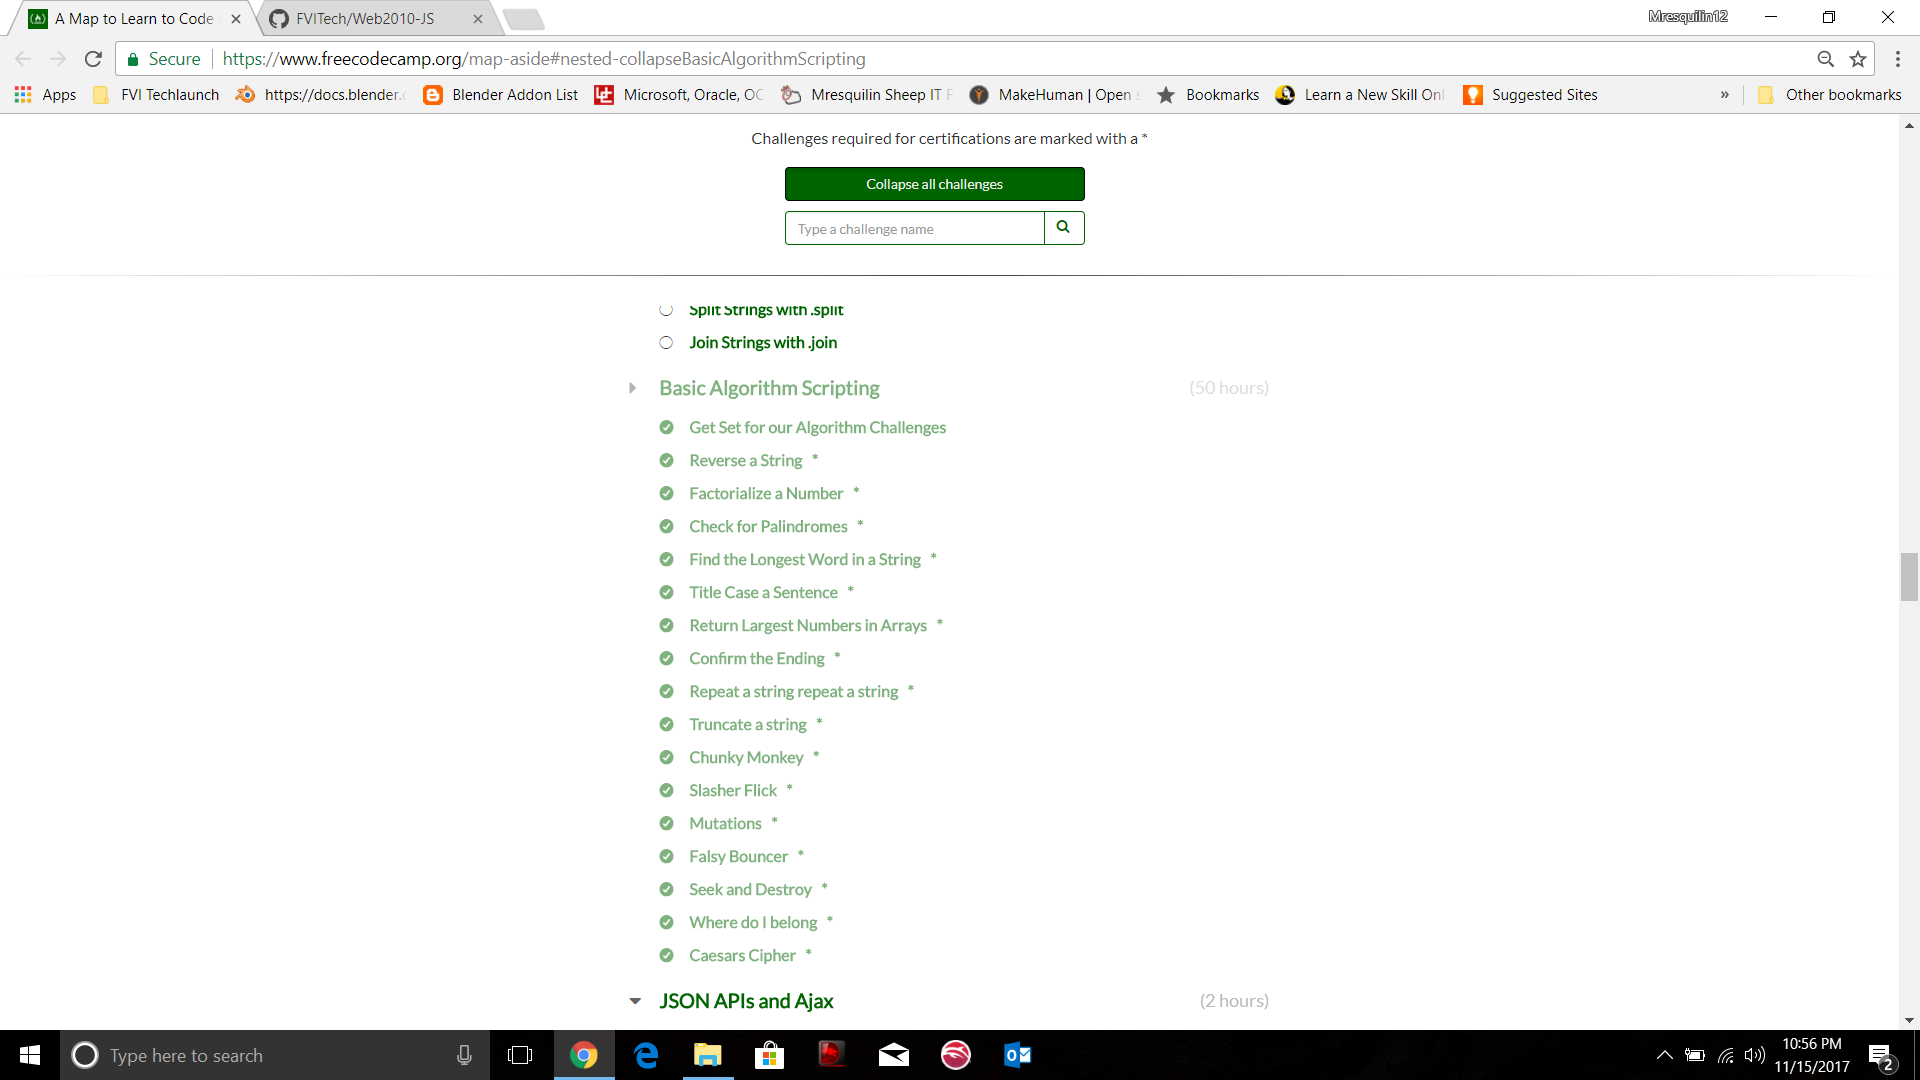 A Map to Learn to Code
FVITech/Web2010-JS
Mresquilin12
Secure
https://www.freecodecamp.org/map-aside#nested-collapseBasicAlgorithmScripting
Apps
FVI Techlaunch
https://docs.blender.
Blender Addon List
Microsoft, Oracle, OC
Mresquilin Sheep IT
MakeHuman | Open
Bookmarks
Learn a New Skill Onl
Suggested Sites
»
Other bookmarks
Challenges required for certifications are marked with a *
Collapse all challenges
Type a challenge name
Split Strings with .split
Join Strings with .join
Basic Algorithm Scripting (50 hours)
Get Set for our Algorithm Challenges
Reverse a String *
Factorialize a Number *
Check for Palindromes *
Find the Longest Word in a String *
Title Case a Sentence *
Return Largest Numbers in Arrays *
Confirm the Ending *
Repeat a string repeat a string *
Truncate a string *
Chunky Monkey *
Slasher Flick *
Mutations *
Falsy Bouncer *
Seek and Destroy *
Where do I belong *
Caesars Cipher *
JSON APIs and Ajax (2 hours)
Type here to search
10:56 PM
11/15/2017
2